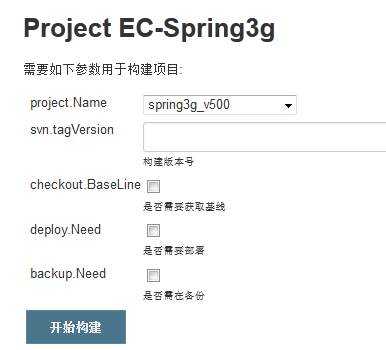 Project EC-Spring3g
需要如下参数用于构建项目:
project.Name
spring3g_v500
svn.tagVersion
构建版本号
checkout.BaseLine
是否需要获取基线
deploy.Need
是否需要部署
backup.Need
是否需在备份
开始构建